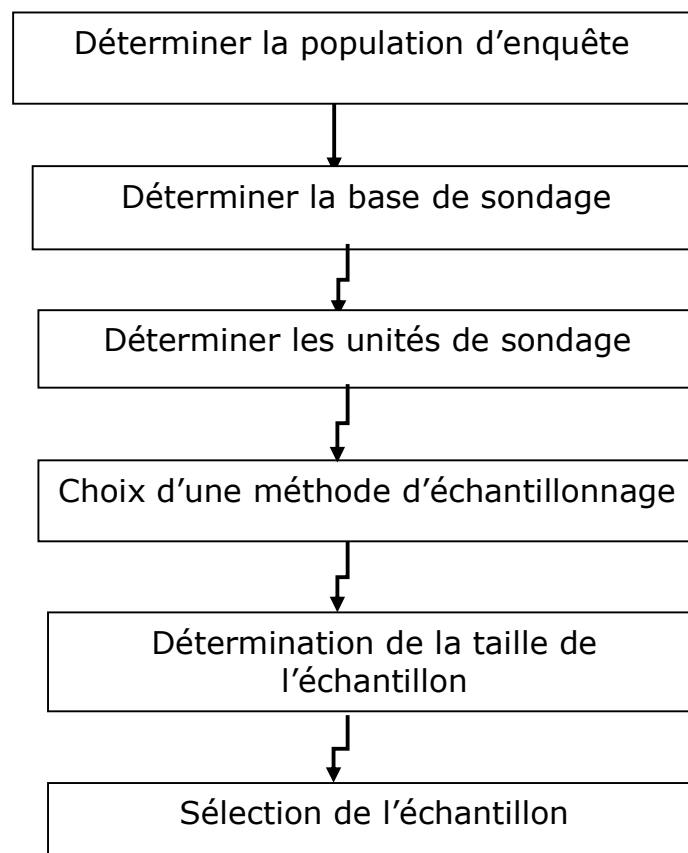 Déterminer la population d’enquête
Déterminer la base de sondage
Déterminer les unités de sondage
Choix d’une méthode d’échantillonnage
Détermination de la taille de
l’échantillon
Sélection de l’échantillon